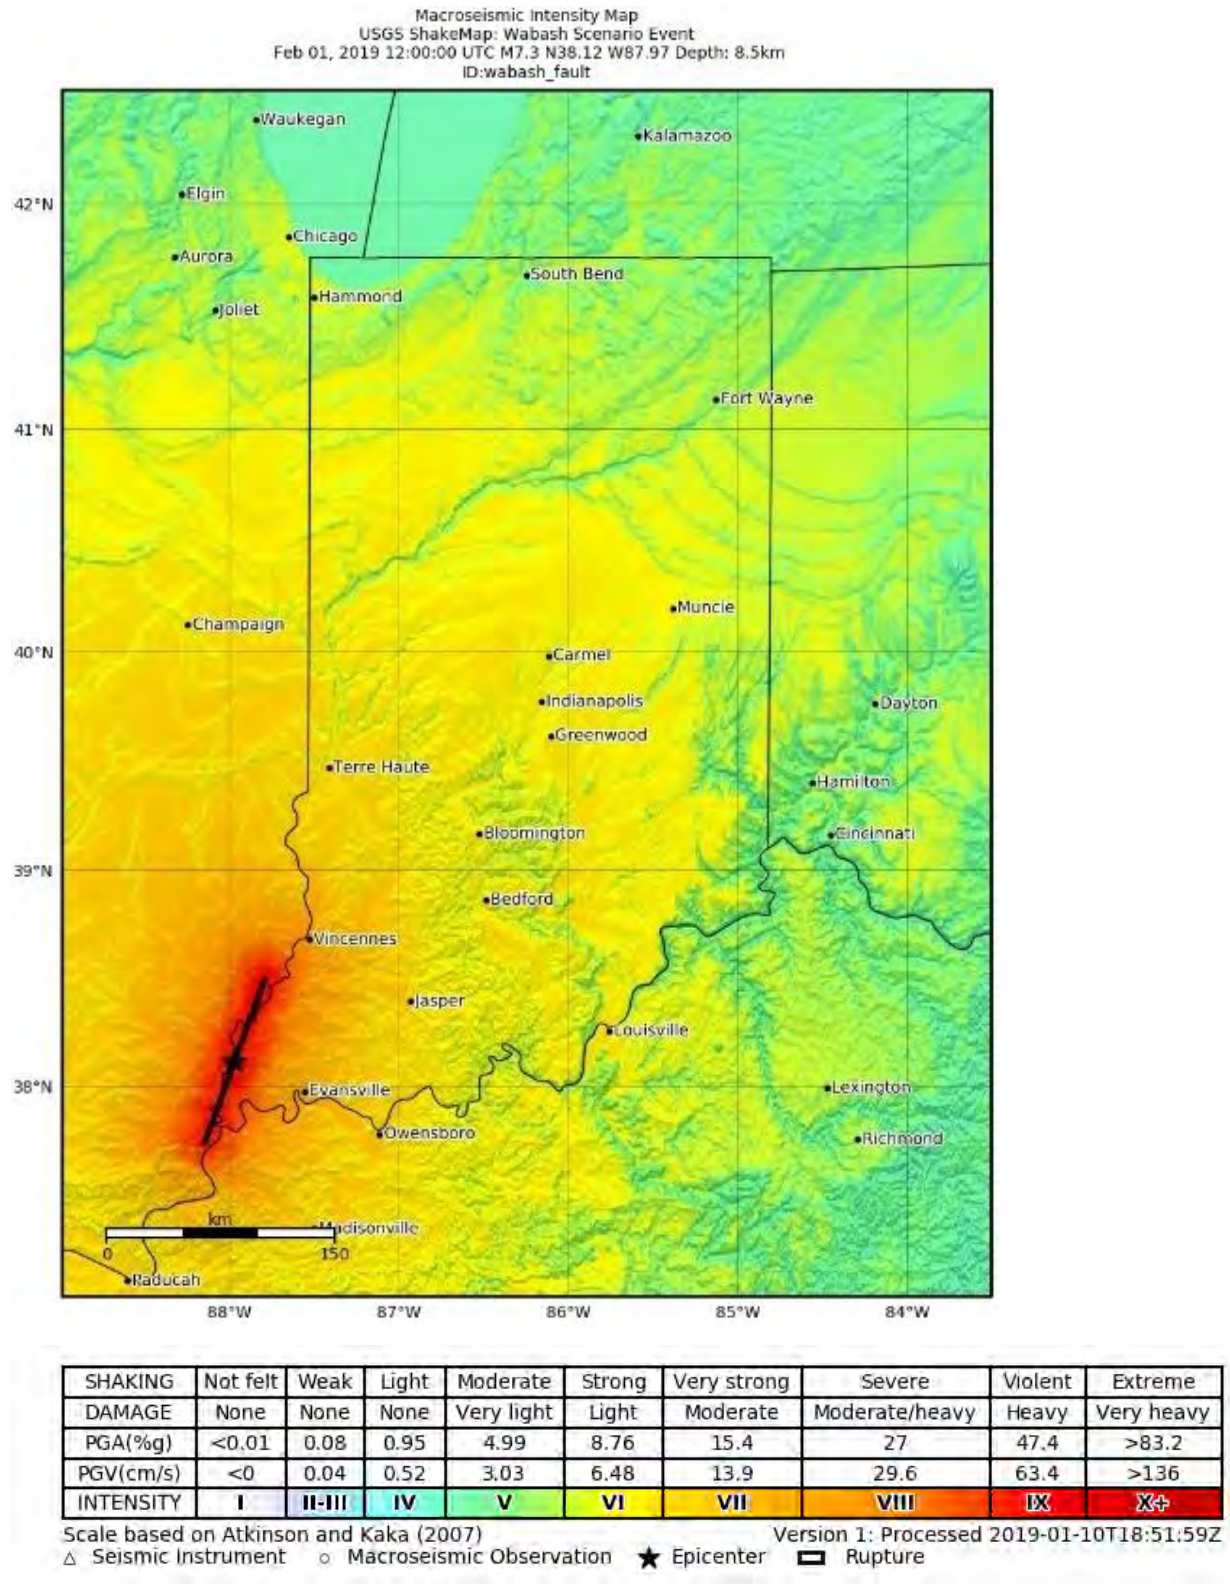 Macroseismic Intensity Map
USGS ShakeMap: Wabash Scenario Event
Feb 01, 2019 12:00:00 UTC M7.3 N38.12 W87.97 Depth: 8.5km
ID:wabash_fault
Waukegan
Kalamazoo
42°N
Elgin
Chicago
Aurora
South Bend
Hammond
Joliet
Fort Wayne
41°N
Muncie
Champaign
40°N
Carmel
Indianapolis
Dayton
Greenwood
Terre Haute
Hamilton
Bloomington
Cincinnati
39°N
Bedford
Vincennes
Jasper
Louisville
38°N
Evansville
Lexington
Owensboro
Richmond
km
Madisonville
0 150
Paducah
88°W 87°W 86°W 85°W 84°W
SHAKING Not felt Weak Light Moderate Strong Very strong Severe Violent Extreme
DAMAGE None None None Very light Light Moderate Moderate/heavy Heavy Very heavy
PGA(%g) <0.01 0.08 0.95 4.99 8.76 15.4 27 47.4 >83.2
PGV(cm/s) <0 0.04 0.52 3.03 6.48 13.9 29.6 63.4 >136
INTENSITY I II-III IV V VI VII VIII IX X+
Scale based on Atkinson and Kaka (2007) Version 1: Processed 2019-01-10T18:51:59Z
△ Seismic Instrument ○ Macroseismic Observation ★ Epicenter ▭ Rupture